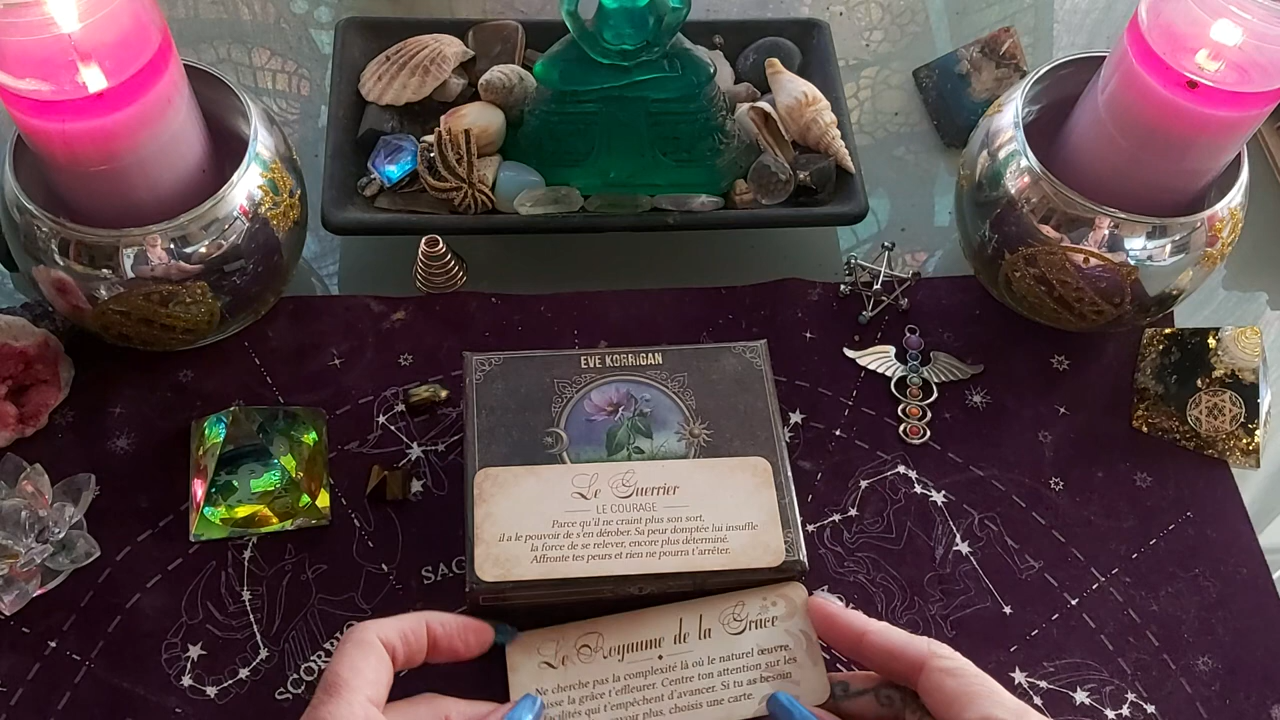 EVE KORRIGAN
Le Guerrier
LE COURAGE
Parce qu'il ne craint plus son sort,
il a le pouvoir de s'en dérober. Sa peur domptée lui insuffle
la force de se relever, encore plus déterminé.
Affronte tes peurs et rien ne pourra t'arrêter.
SAG
SCORPIO
Le Royaume de la Grâce
Ne cherche pas la complexité là où le naturel œuvre.
la grâce t'effleurer. Centre ton attention sur les
qui t'empêchent d'avancer. Si tu as besoin
plus, choisis une carte.